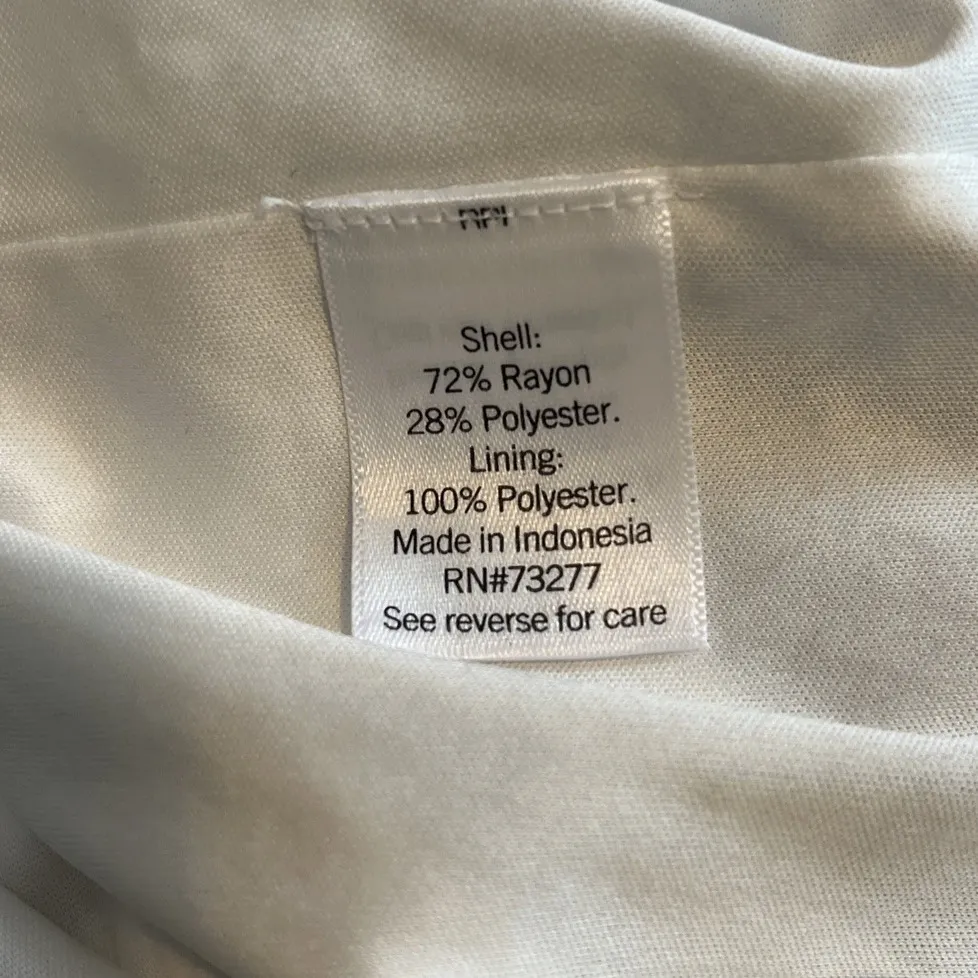 Shell:
72% Rayon
28% Polyester.
Lining:
100% Polyester.
Made in Indonesia
RN#73277
See reverse for care